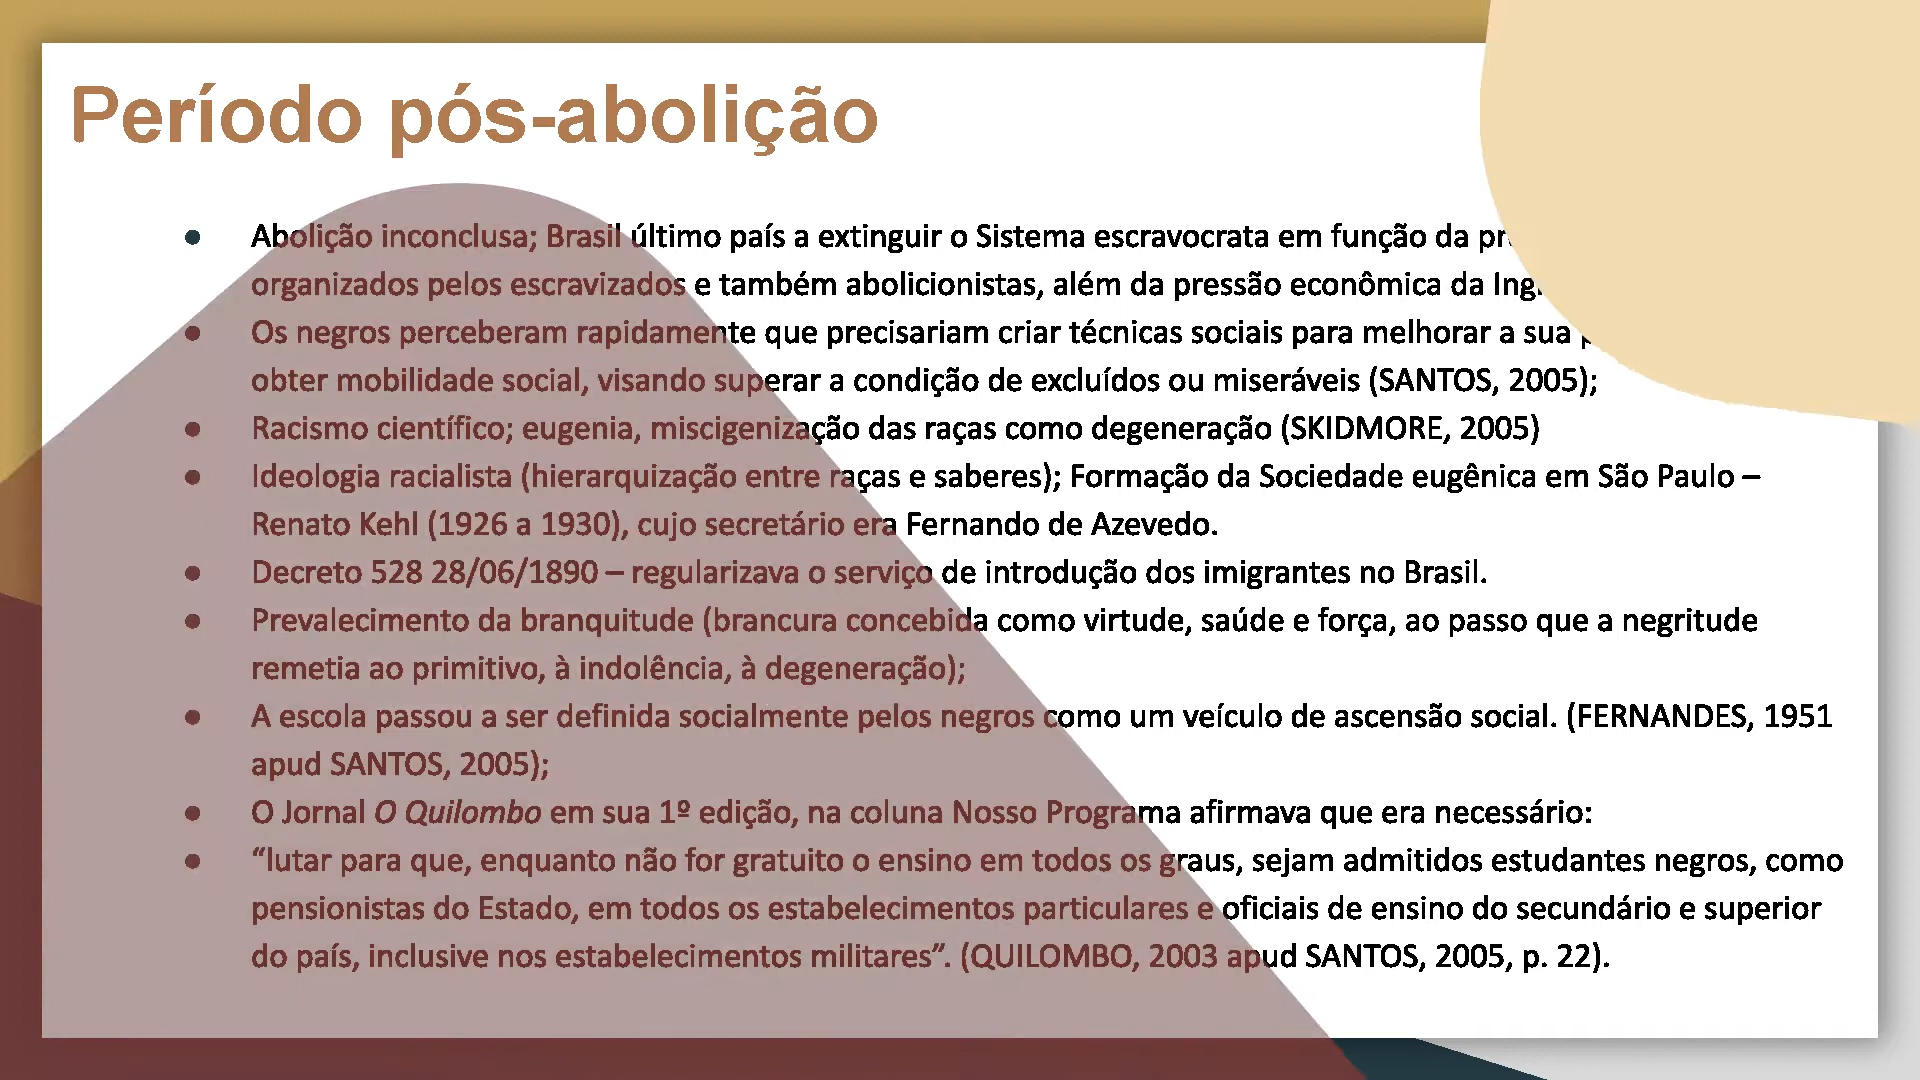 Período pós-abolição
● Abolição inconclusa; Brasil último país a extinguir o Sistema escravocrata em função da
organizados pelos escravizados e também abolicionistas, além da pressão econômica da
● Os negros perceberam rapidamente que precisariam criar técnicas sociais para melhorar a sua
obter mobilidade social, visando superar a condição de excluídos ou miseráveis (SANTOS, 2005);
● Racismo científico; eugenia, miscigenização das raças como degeneração (SKIDMORE, 2005)
● Ideologia racialista (hierarquização entre raças e saberes); Formação da Sociedade eugênica em São Paulo –
Renato Kehl (1926 a 1930), cujo secretário era Fernando de Azevedo.
● Decreto 528 28/06/1890 – regularizava o serviço de introdução dos imigrantes no Brasil.
● Prevalecimento da branquitude (brancura concebida como virtude, saúde e força, ao passo que a negritude
remetia ao primitivo, à indolência, à degeneração);
● A escola passou a ser definida socialmente pelos negros como um veículo de ascensão social. (FERNANDES, 1951
apud SANTOS, 2005);
● O Jornal O Quilombo em sua 1º edição, na coluna Nosso Programa afirmava que era necessário:
● “lutar para que, enquanto não for gratuito o ensino em todos os graus, sejam admitidos estudantes negros, como
pensionistas do Estado, em todos os estabelecimentos particulares e oficiais de ensino do secundário e superior
do país, inclusive nos estabelecimentos militares”. (QUILOMBO, 2003 apud SANTOS, 2005, p. 22).